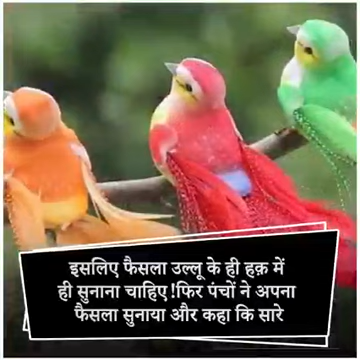 इसलिए फैसला उल्लू के ही हक़ में
ही सुनाना चाहिए!फिर पंचों ने अपना
फैसला सुनाया और कहा कि सारे